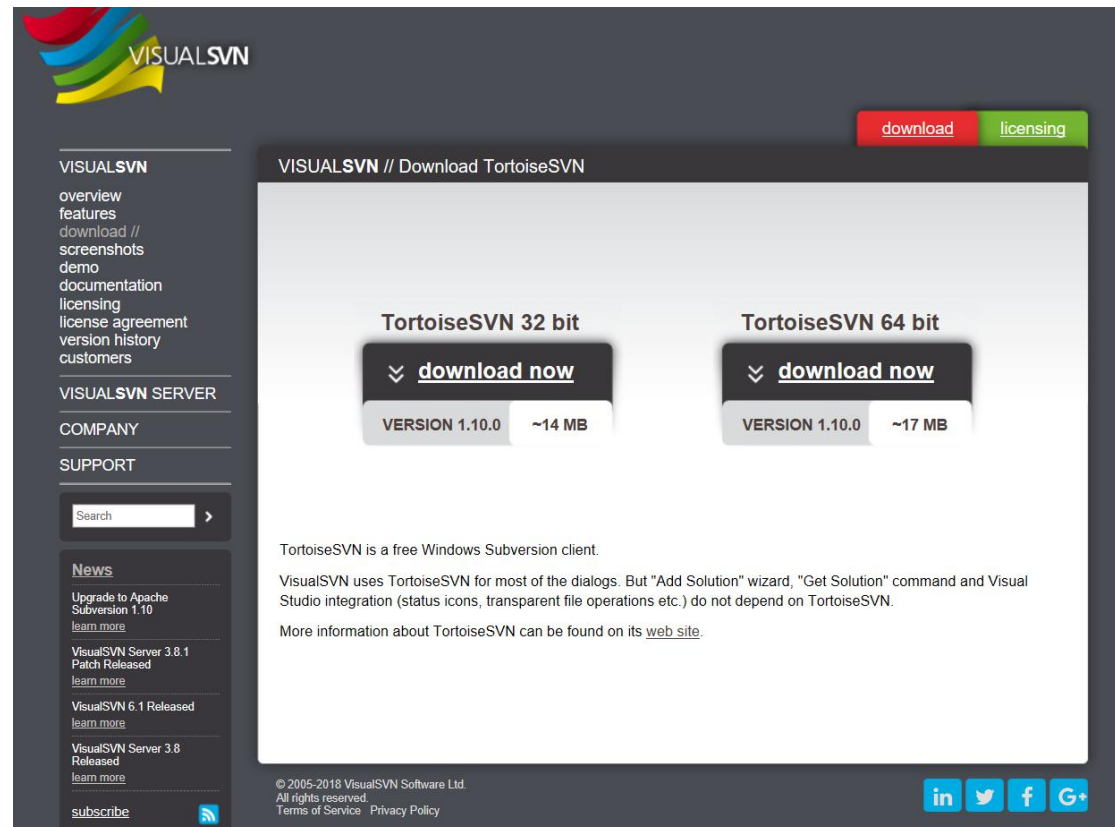 VISUALSVN
download
licensing
VISUALSVN
overview
features
download //
screenshots
demo
documentation
licensing
license agreement
version history
customers
VISUALSVN SERVER
COMPANY
SUPPORT
Search
News
Upgrade to Apache
Subversion 1.10
learn more
VisualSVN Server 3.8.1
Patch Released
learn more
VisualSVN 6.1 Released
learn more
VisualSVN Server 3.8
Released
learn more
subscribe
VISUALSVN // Download TortoiseSVN
TortoiseSVN 32 bit
download now
VERSION 1.10.0 ~14 MB
TortoiseSVN 64 bit
download now
VERSION 1.10.0 ~17 MB
TortoiseSVN is a free Windows Subversion client.
VisualSVN uses TortoiseSVN for most of the dialogs. But "Add Solution" wizard, "Get Solution" command and Visual
Studio integration (status icons, transparent file operations etc.) do not depend on TortoiseSVN.
More information about TortoiseSVN can be found on its web site.
© 2005-2018 VisualSVN Software Ltd.
All rights reserved.
Terms of Service Privacy Policy
in f G+